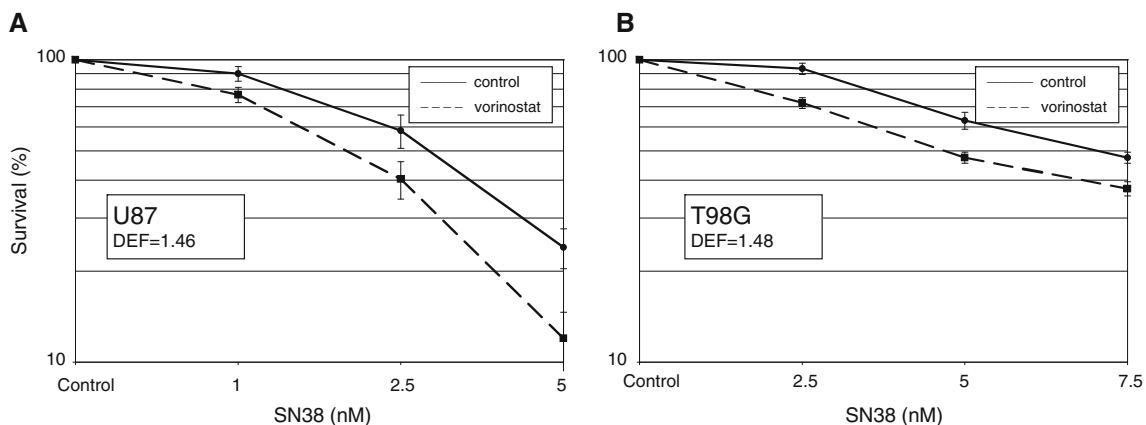 A
100
control
vorinostat
Survival (%)
U87
DEF=1.46
10
Control
1
2.5
5
SN38 (nM)
B
100
control
vorinostat
T98G
DEF=1.48
10
Control
2.5
5
7.5
SN38 (nM)